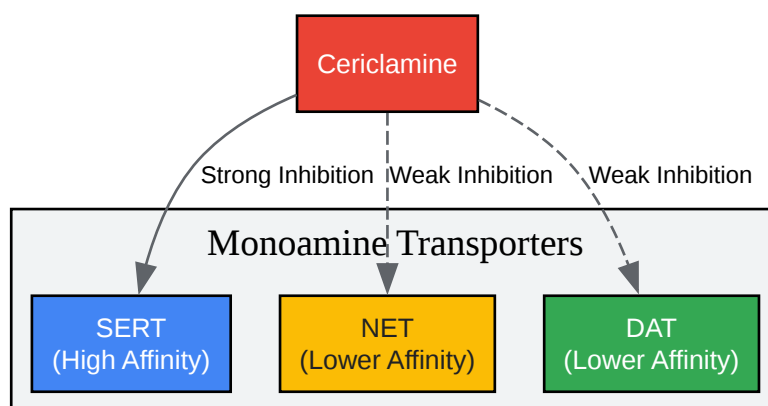 Cericlamine
Strong Inhibition
Weak Inhibition
Weak Inhibition
Monoamine Transporters
SERT
(High Affinity)
NET
(Lower Affinity)
DAT
(Lower Affinity)